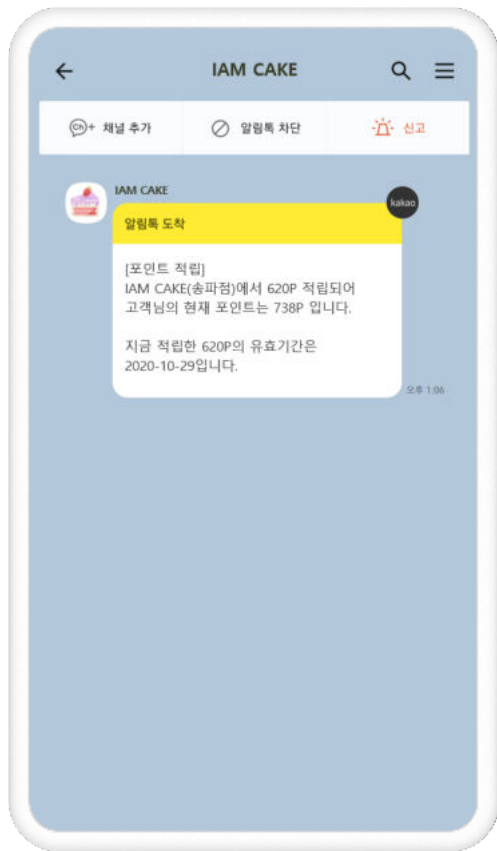 IAM CAKE
Ch+ 채널 추가
알림톡 차단
신고
IAM CAKE
kakao
알림톡 도착
[포인트 적립]
IAM CAKE(송파점)에서 620P 적립되어
고객님의 현재 포인트는 738P 입니다.
지금 적립한 620P의 유효기간은
2020-10-29입니다.
오후 1:06